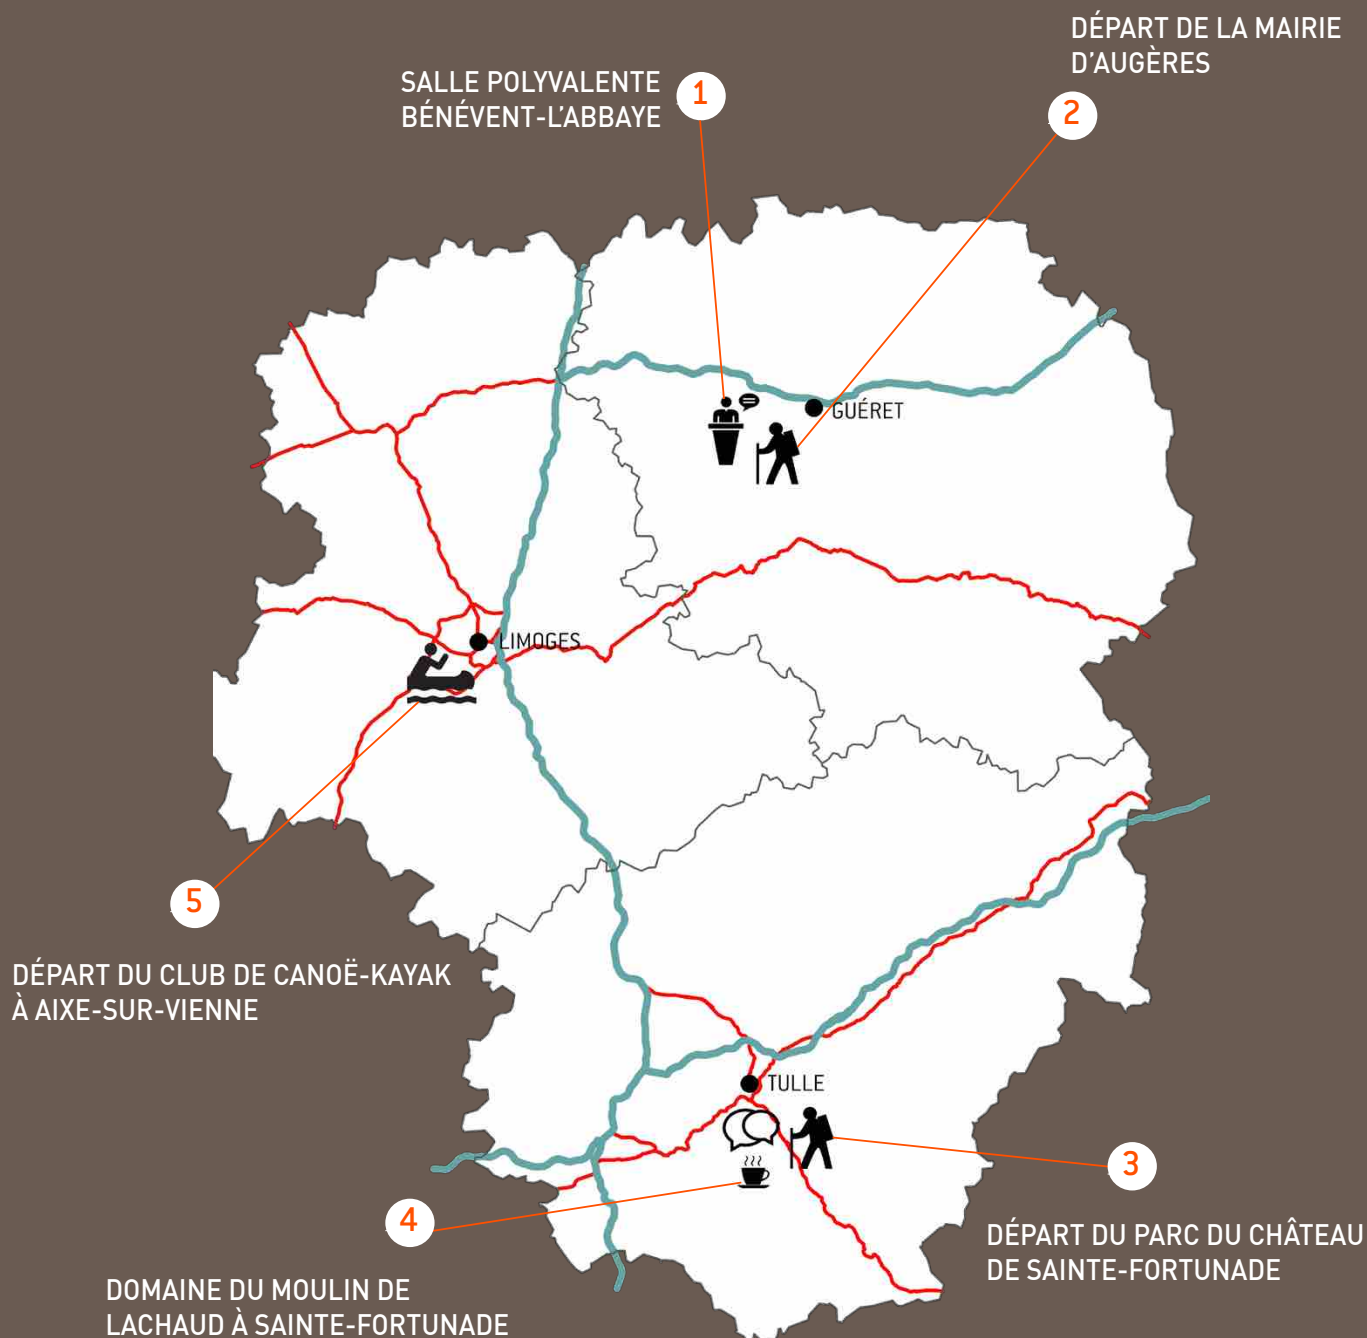 DÉPART DE LA MAIRIE
D'AUGÈRES
2
SALLE POLYVALENTE
BÉNÉVENT-L'ABBAYE
1
GUÉRET
LIMOGES
5
DÉPART DU CLUB DE CANOË-KAYAK
À AIXE-SUR-VIENNE
TULLE
3
DÉPART DU PARC DU CHÂTEAU
DE SAINTE-FORTUNADE
4
DOMAINE DU MOULIN DE
LACHAUD À SAINTE-FORTUNADE